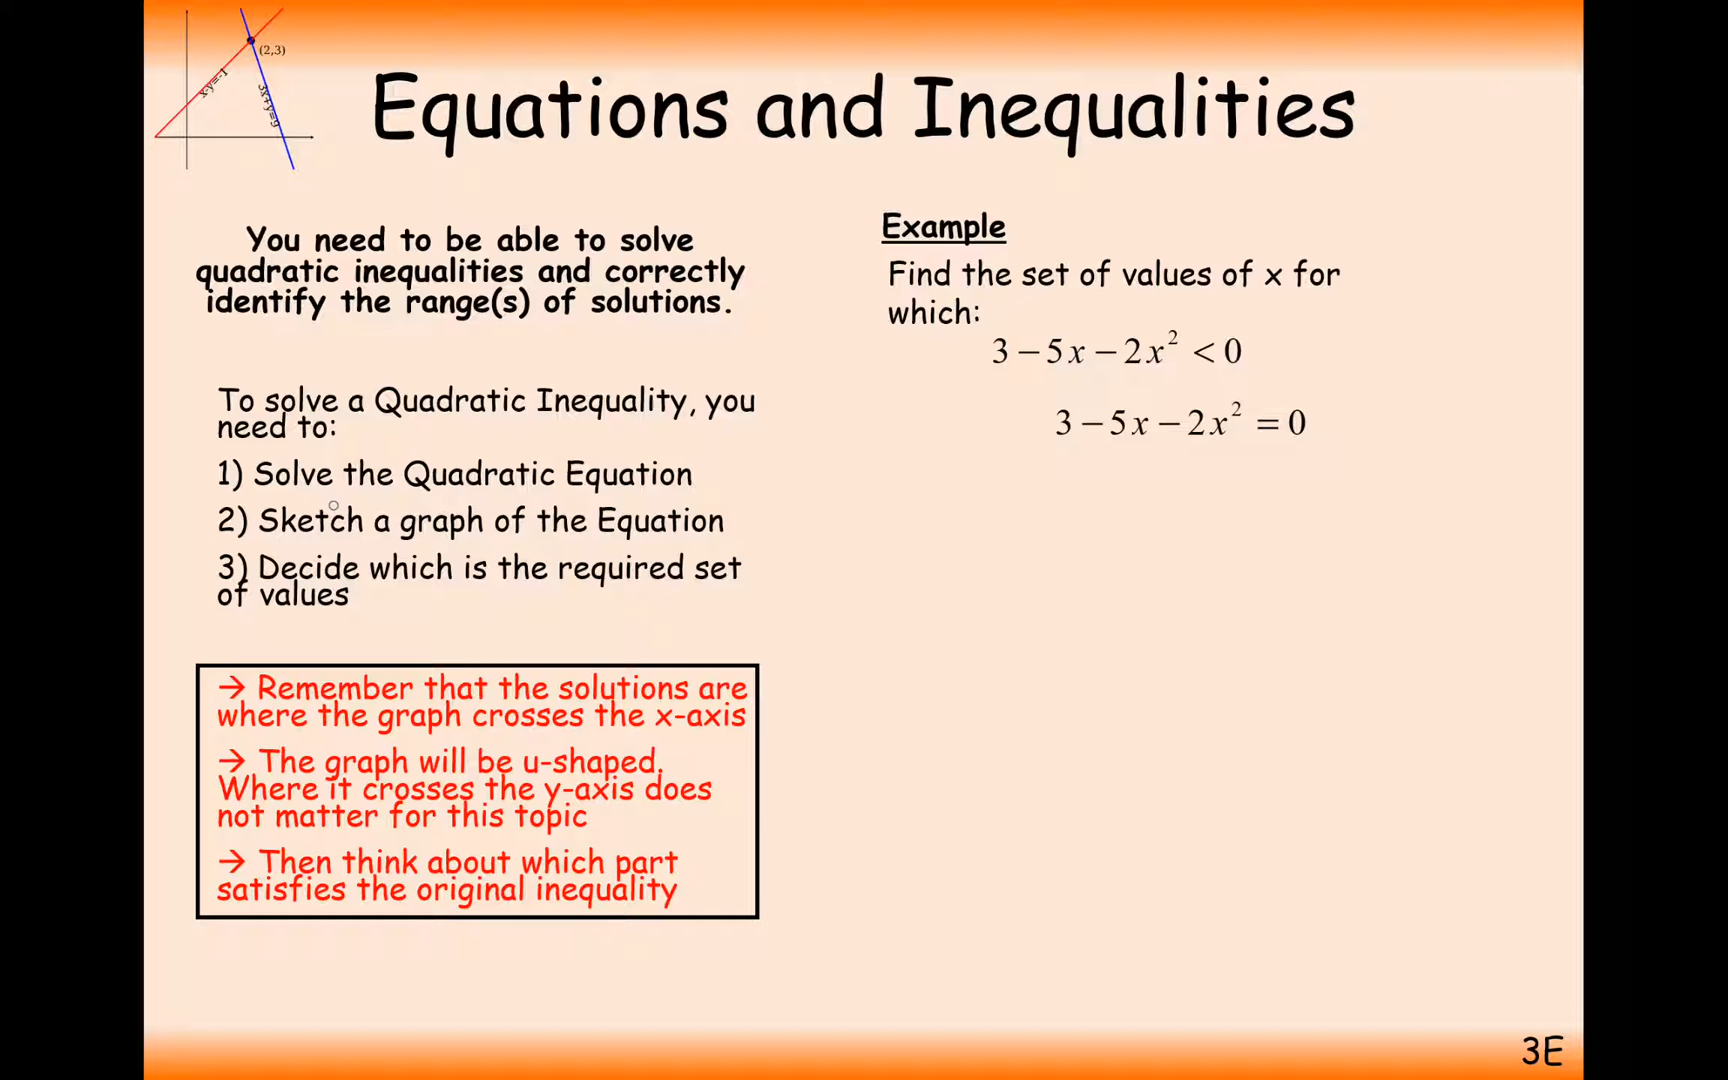 (2,3)
x-y=-1
3x+y=9
Equations and Inequalities
You need to be able to solve
quadratic inequalities and correctly
identify the range(s) of solutions.
To solve a Quadratic Inequality, you
need to:
1) Solve the Quadratic Equation
2) Sketch a graph of the Equation
3) Decide which is the required set
of values
→ Remember that the solutions are
where the graph crosses the x-axis
→ The graph will be u-shaped.
Where it crosses the y-axis does
not matter for this topic
→ Then think about which part
satisfies the original inequality
Example
Find the set of values of x for
which:
3 − 5x − 2x² < 0
3 − 5x − 2x² = 0
3E